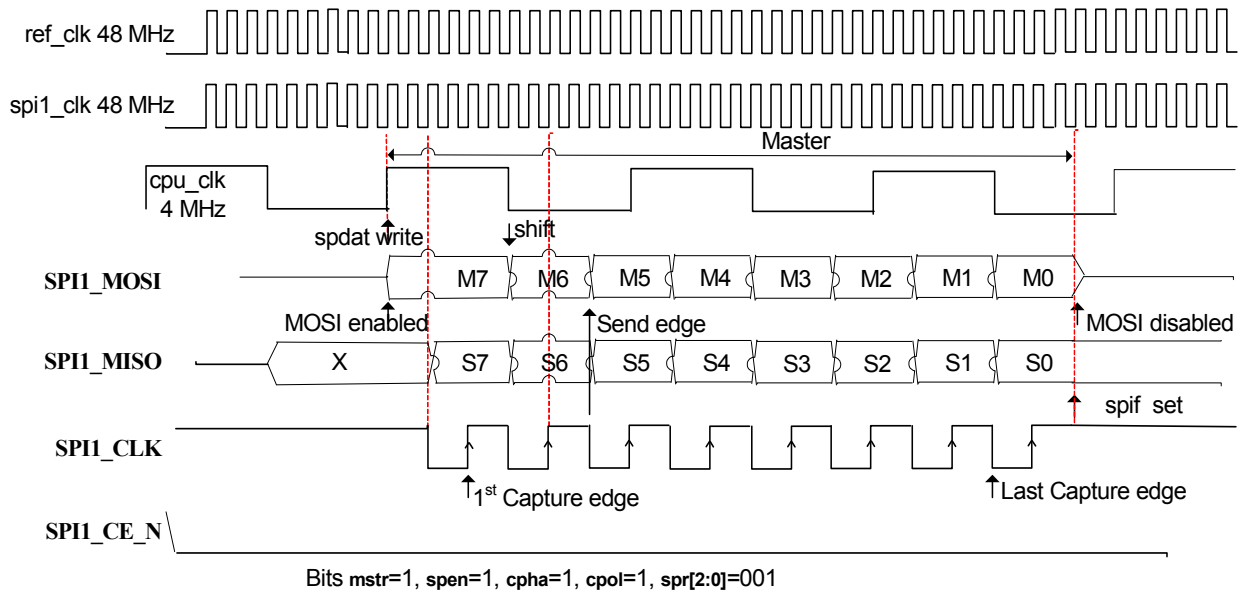 ref_clk 48 MHz
spi1_clk 48 MHz
Master
cpu_clk
4 MHz
spdat write
shift
SPI1_MOSI
M7 M6 M5 M4 M3 M2 M1 M0
MOSI enabled
Send edge
MOSI disabled
SPI1_MISO
X S7 S6 S5 S4 S3 S2 S1 S0
spif set
SPI1_CLK
1st Capture edge
Last Capture edge
SPI1_CE_N
Bits mstr=1, spen=1, cpha=1, cpol=1, spr[2:0]=001